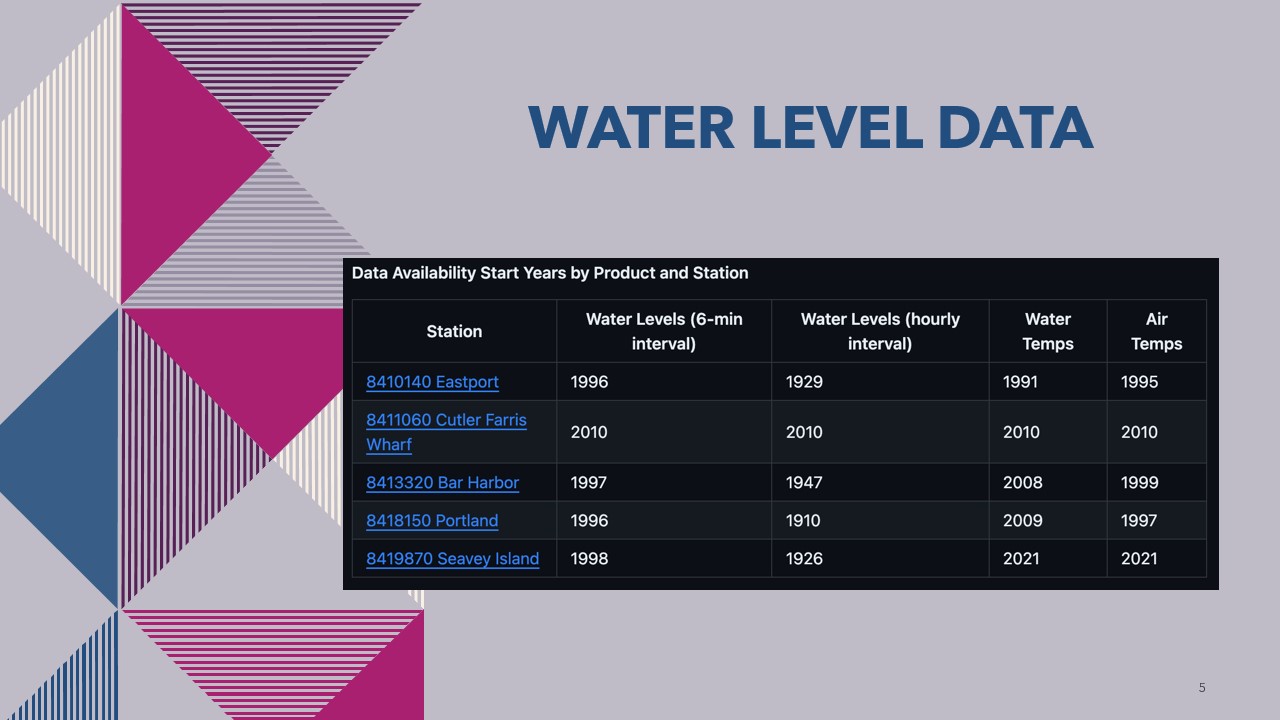 WATER LEVEL DATA
Data Availability Start Years by Product and Station
Station
Water Levels (6-min
interval)
Water Levels (hourly
interval)
Water
Temps
Air
Temps
8410140 Eastport 1996 1929 1991 1995
8411060 Cutler Farris
Wharf
2010 2010 2010 2010
8413320 Bar Harbor 1997 1947 2008 1999
8418150 Portland 1996 1910 2009 1997
8419870 Seavey Island 1998 1926 2021 2021
5